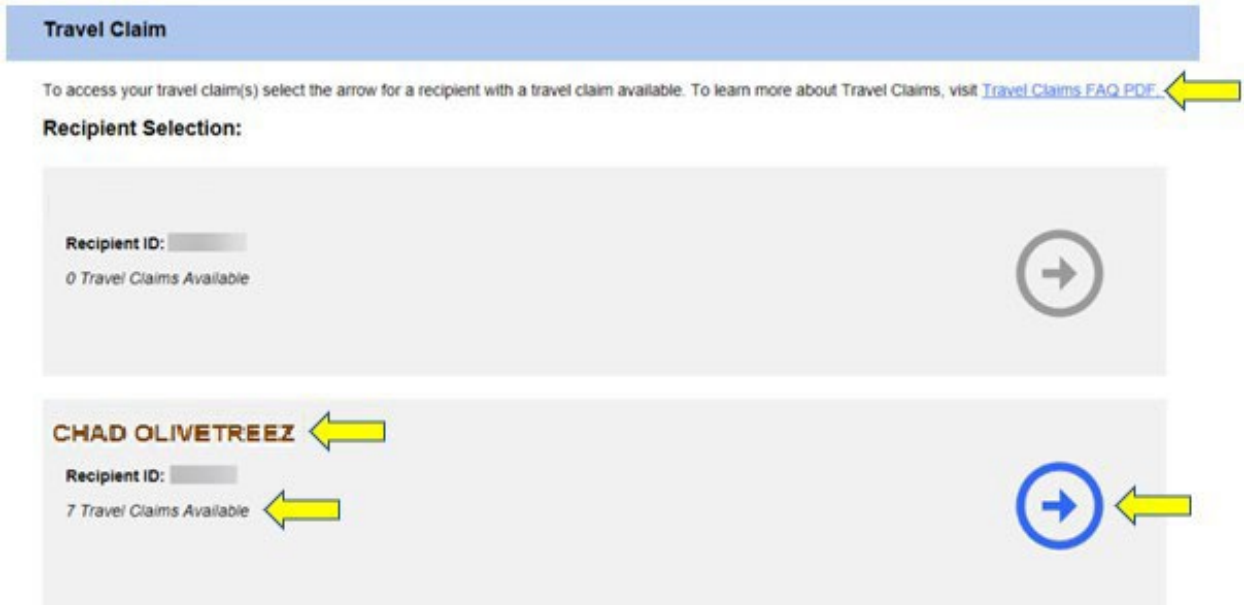 Travel Claim
To access your travel claim(s) select the arrow for a recipient with a travel claim available. To learn more about Travel Claims, visit Travel Claims FAQ PDF.
Recipient Selection:
Recipient ID:
0 Travel Claims Available
CHAD OLIVETREEZ
Recipient ID:
7 Travel Claims Available